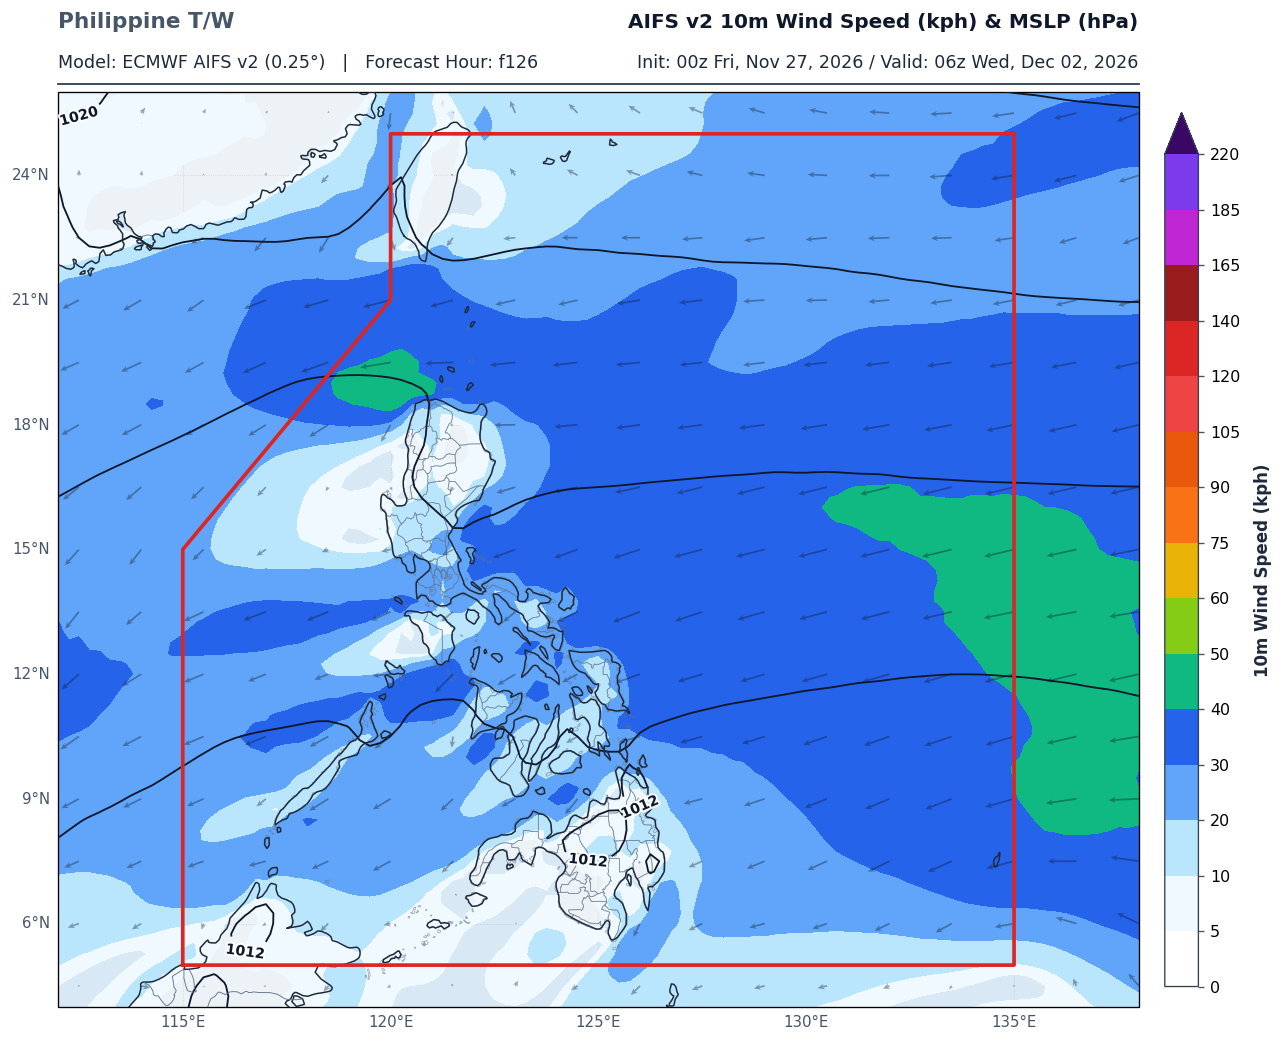 Philippine T/W
AIFS v2 10m Wind Speed (kph) & MSLP (hPa)
Model: ECMWF AIFS v2 (0.25°) | Forecast Hour: f126
Init: 00z Fri, Nov 27, 2026 / Valid: 06z Wed, Dec 02, 2026
1020
24°N
21°N
18°N
15°N
12°N
9°N
6°N
1012
1012
1012
115°E
120°E
125°E
130°E
135°E
220
185
165
140
120
105
90
75
60
50
40
30
20
10
5
0
10m Wind Speed (kph)